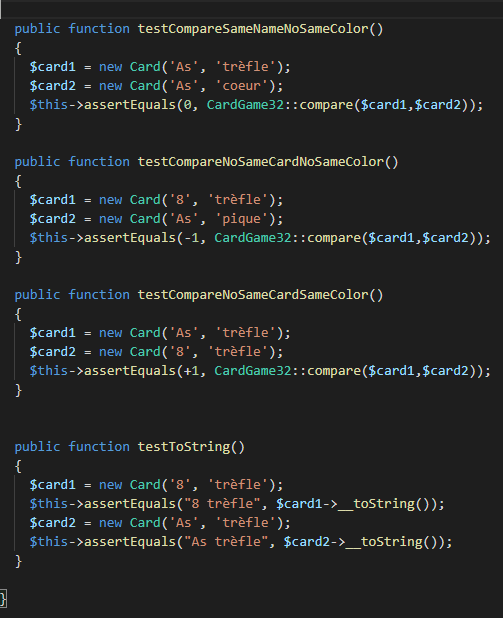 public function testCompareSameNameNoSameColor()
{
$card1 = new Card('As', 'trèfle');
$card2 = new Card('As', 'coeur');
$this->assertEquals(0, CardGame32::compare($card1,$card2));
}
public function testCompareNoSameCardNoSameColor()
{
$card1 = new Card('8', 'trèfle');
$card2 = new Card('As', 'pique');
$this->assertEquals(-1, CardGame32::compare($card1,$card2));
}
public function testCompareNoSameCardSameColor()
{
$card1 = new Card('As', 'trèfle');
$card2 = new Card('8', 'trèfle');
$this->assertEquals(+1, CardGame32::compare($card1,$card2));
}
public function testToString()
{
$card1 = new Card('8', 'trèfle');
$this->assertEquals("8 trèfle", $card1->__toString());
$card2 = new Card('As', 'trèfle');
$this->assertEquals("As trèfle", $card2->__toString());
}
}